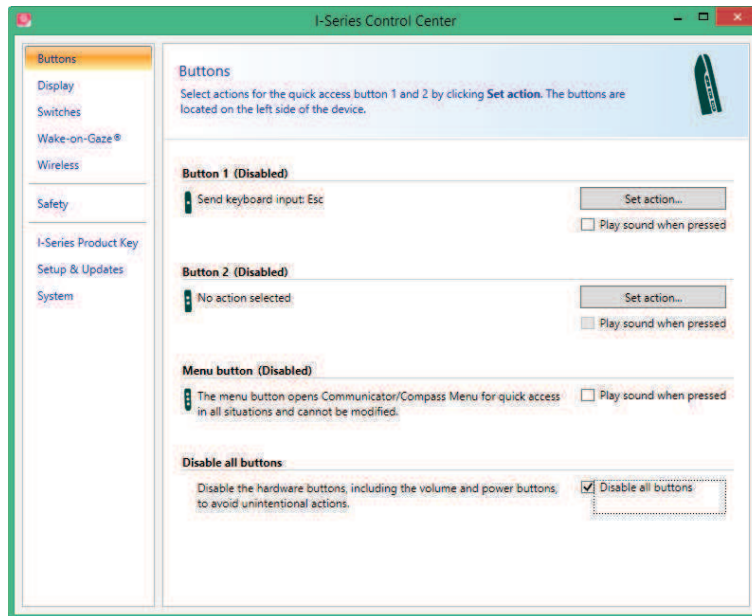 I-Series Control Center
Buttons
Display
Switches
Wake-on-Gaze®
Wireless
Safety
I-Series Product Key
Setup & Updates
System
Buttons
Select actions for the quick access button 1 and 2 by clicking Set action. The buttons are
located on the left side of the device.
Button 1 (Disabled)
Send keyboard input: Esc
Set action...
Play sound when pressed
Button 2 (Disabled)
No action selected
Set action...
Play sound when pressed
Menu button (Disabled)
The menu button opens Communicator/Compass Menu for quick access
in all situations and cannot be modified.
Play sound when pressed
Disable all buttons
Disable the hardware buttons, including the volume and power buttons,
to avoid unintentional actions.
Disable all buttons